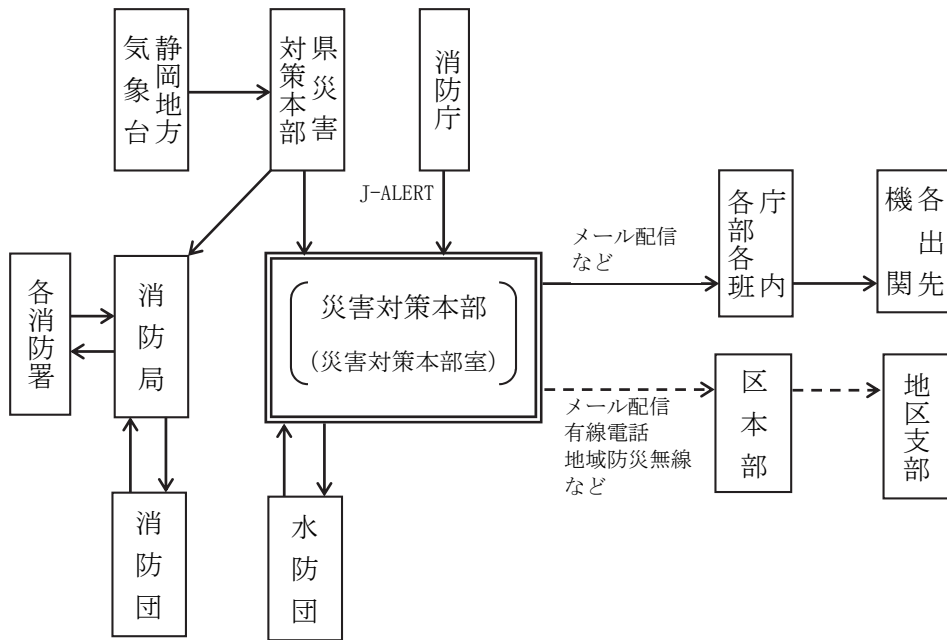 静岡地方
気象台
県災害
対策本部
消防庁
J-ALERT
メール配信
など
庁内
各部各班
各出先
機関
各消防署
消防局
災害対策本部
(災害対策本部室)
メール配信
有線電話
地域防災無線
など
区本部
地区支部
消防団
水防団